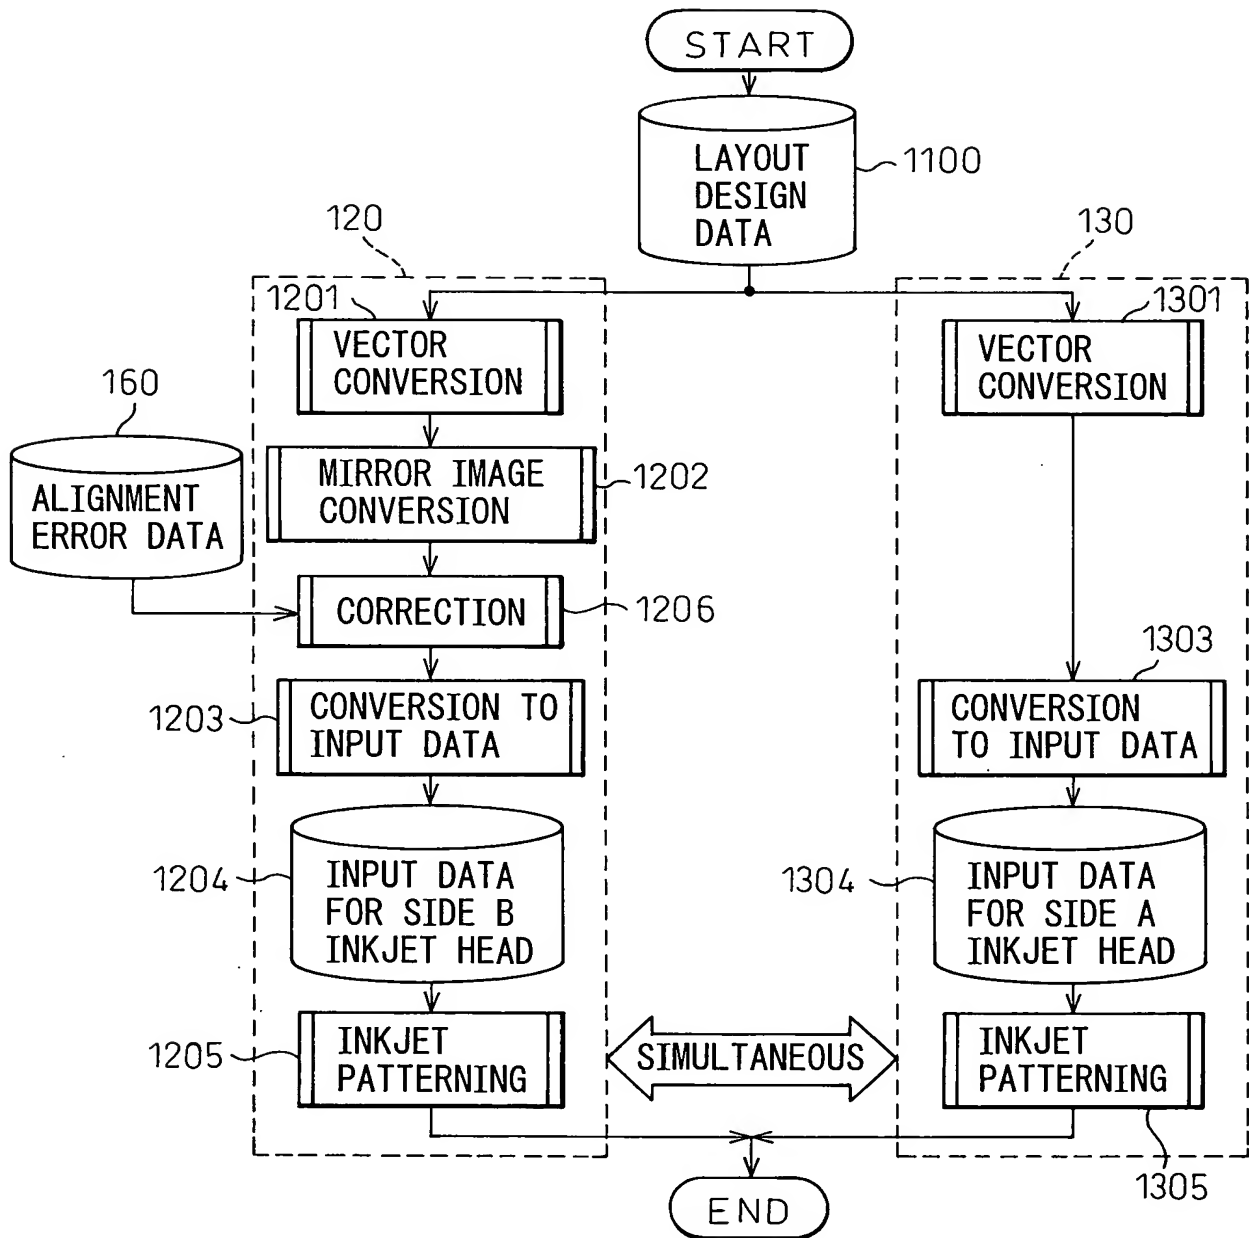 START
LAYOUT
DESIGN
DATA
1100
120
130
1201
VECTOR
CONVERSION
1301
VECTOR
CONVERSION
160
ALIGNMENT
ERROR DATA
MIRROR IMAGE
CONVERSION
1202
CORRECTION
1206
1203
CONVERSION TO
INPUT DATA
1303
CONVERSION
TO INPUT DATA
1204
INPUT DATA
FOR SIDE B
INKJET HEAD
1304
INPUT DATA
FOR SIDE A
INKJET HEAD
1205
INKJET
PATTERNING
SIMULTANEOUS
INKJET
PATTERNING
1305
END